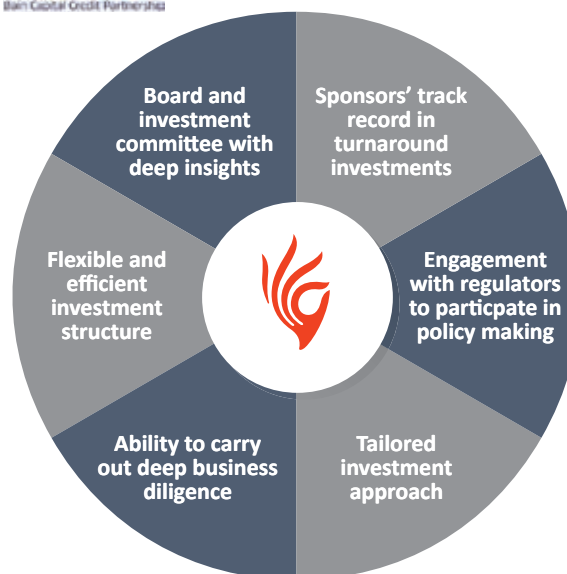 Bain Capital Credit Partnership
Board and
investment
committee with
deep insights
Sponsors’ track
record in
turnaround
investments
Engagement
with regulators
to particpate in
policy making
Tailored
investment
approach
Ability to carry
out deep business
diligence
Flexible and
efficient
investment
structure